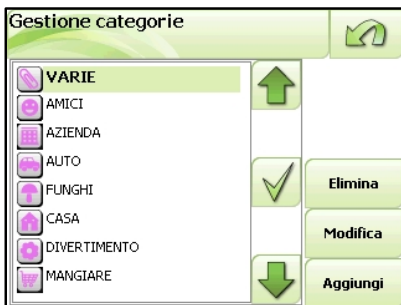 Gestione categorie
VARIE
AMICI
AZIENDA
AUTO
FUNGHI
CASA
DIVERTIMENTO
MANGIARE
Elimina
Modifica
Aggiungi